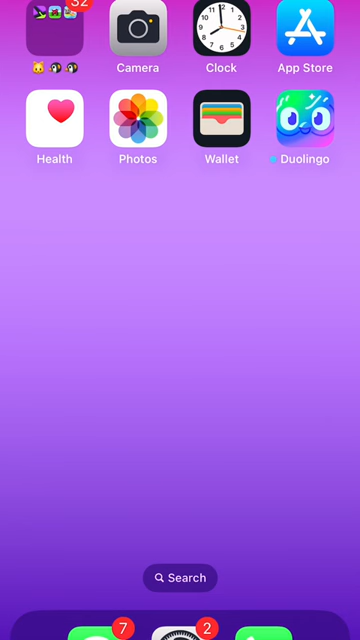 32
🐱 🐶 🐶
Camera
Clock
App Store
Health
Photos
Wallet
Duolingo
Search
7
2